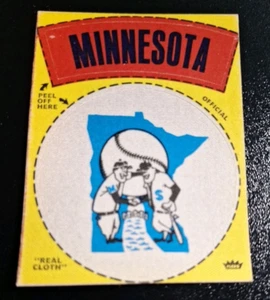 MINNESOTA
PEEL
OFF
HERE
OFFICIAL
M
S
"REAL
CLOTH"